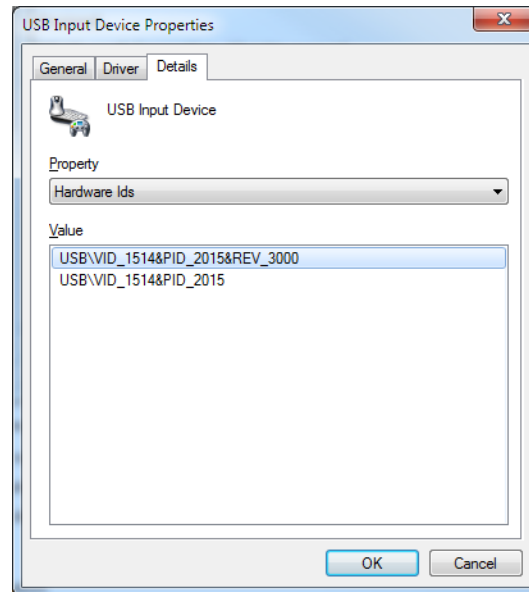 USB Input Device Properties
General Driver Details
USB Input Device
Property
Hardware Ids
Value
USB\VID_1514&PID_2015&REV_3000
USB\VID_1514&PID_2015
OK Cancel